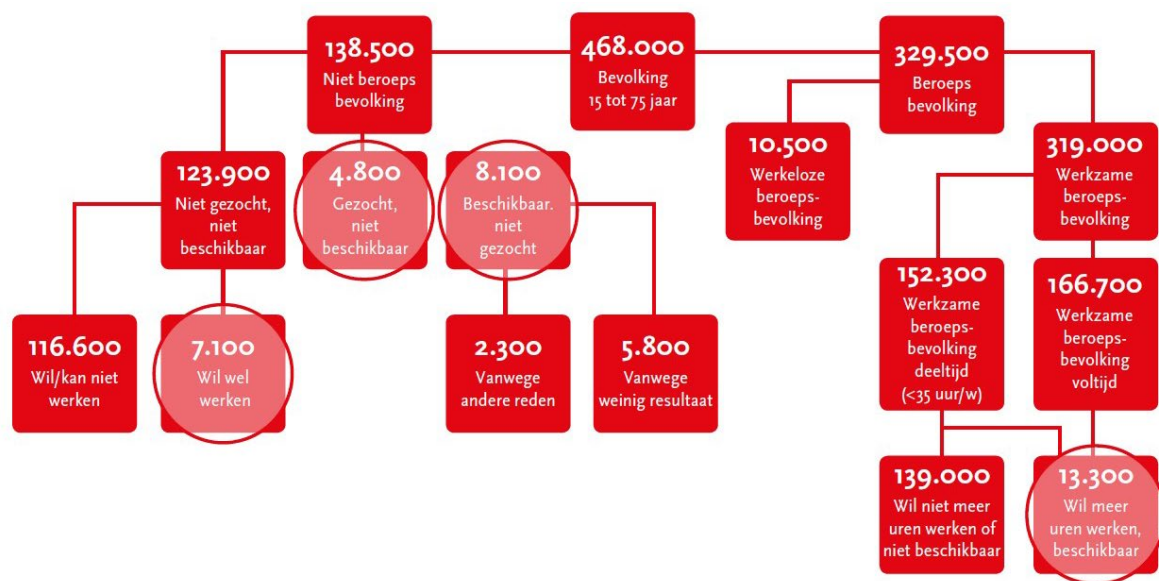 138.500
Niet beroeps
bevolking
468.000
Bevolking
15 tot 75 jaar
329.500
Beroeps
bevolking
123.900
Niet gezocht,
niet
beschikbaar
4.800
Gezocht,
niet
beschikbaar
8.100
Beschikbaar.
niet
gezocht
10.500
Werkeloze
beroeps-
bevolking
319.000
Werkzame
beroeps-
bevolking
116.600
Wil/kan niet
werken
7.100
Wil wel
werken
2.300
Vanwege
andere reden
5.800
Vanwege
weinig resultaat
152.300
Werkzame
beroeps-
bevolking
deeltijd
(<35 uur/w)
166.700
Werkzame
beroeps-
bevolking
voltijd
139.000
Wil niet meer
uren werken of
niet beschikbaar
13.300
Wil meer
uren werken,
beschikbaar